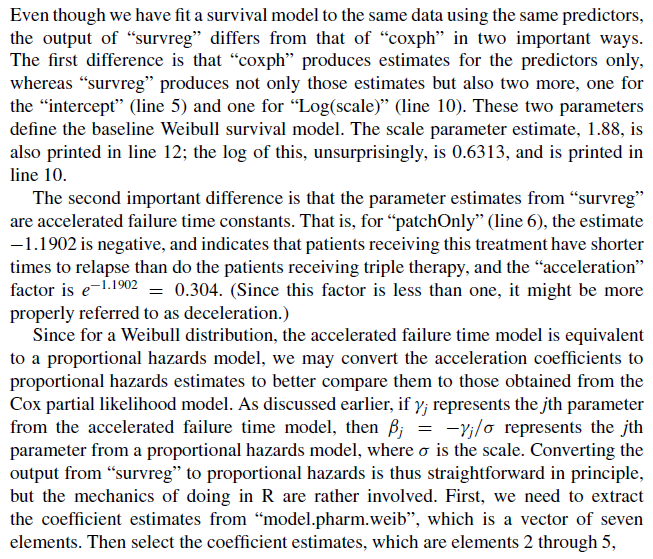 Even though we have fit a survival model to the same data using the same predictors,
the output of “survreg” differs from that of “coxph” in two important ways.
The first difference is that “coxph” produces estimates for the predictors only,
whereas “survreg” produces not only those estimates but also two more, one for
the “intercept” (line 5) and one for “Log(scale)” (line 10). These two parameters
define the baseline Weibull survival model. The scale parameter estimate, 1.88, is
also printed in line 12; the log of this, unsurprisingly, is 0.6313, and is printed in
line 10.
The second important difference is that the parameter estimates from “survreg”
are accelerated failure time constants. That is, for “patchOnly” (line 6), the estimate
−1.1902 is negative, and indicates that patients receiving this treatment have shorter
times to relapse than do the patients receiving triple therapy, and the “acceleration”
factor is e^−1.1902 = 0.304. (Since this factor is less than one, it might be more
properly referred to as deceleration.)
Since for a Weibull distribution, the accelerated failure time model is equivalent
to a proportional hazards model, we may convert the acceleration coefficients to
proportional hazards estimates to better compare them to those obtained from the
Cox partial likelihood model. As discussed earlier, if γj represents the jth parameter
from the accelerated failure time model, then βj = −γj/σ represents the jth
parameter from a proportional hazards model, where σ is the scale. Converting the
output from “survreg” to proportional hazards is thus straightforward in principle,
but the mechanics of doing in R are rather involved. First, we need to extract
the coefficient estimates from “model.pharm.weib”, which is a vector of seven
elements. Then select the coefficient estimates, which are elements 2 through 5,